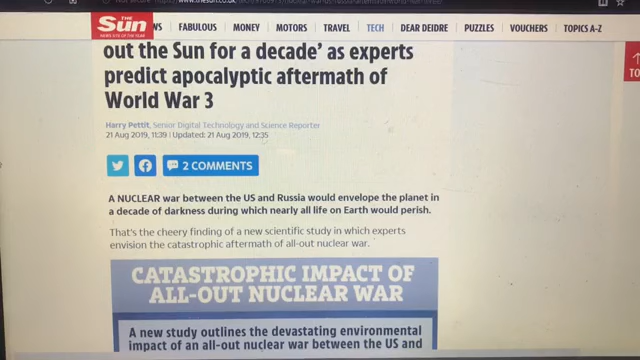 THE Sun
WS FABULOUS MONEY MOTORS TRAVEL TECH DEAR DEIDRE PUZZLES VOUCHERS TOPICS A-Z
TO
out the Sun for a decade’ as experts
predict apocalyptic aftermath of
World War 3
Harry Pettit, Senior Digital Technology and Science Reporter
21 Aug 2019, 11:39 | Updated: 21 Aug 2019, 12:35
2 COMMENTS
A NUCLEAR war between the US and Russia would envelope the planet in
a decade of darkness during which nearly all life on Earth would perish.
That's the cheery finding of a new scientific study in which experts
envision the catastrophic aftermath of all-out nuclear war.
CATASTROPHIC IMPACT OF
ALL-OUT NUCLEAR WAR
A new study outlines the devastating environmental
impact of an all-out nuclear war between the US and